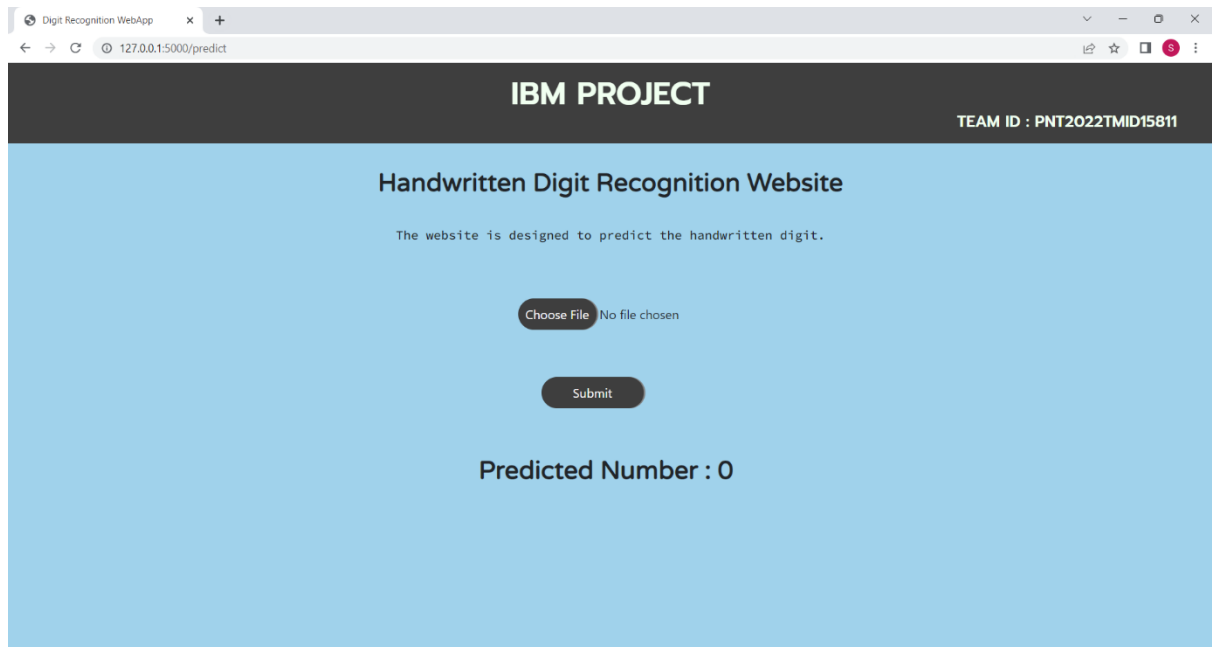 Digit Recognition WebApp
127.0.0.1:5000/predict
S
IBM PROJECT
TEAM ID : PNT2022TMID15811
Handwritten Digit Recognition Website
The website is designed to predict the handwritten digit.
Choose File No file chosen
Submit
Predicted Number : 0